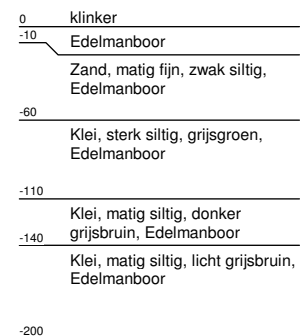 0 klinker
-10 Edelmanboor
Zand, matig fijn, zwak siltig,
Edelmanboor
-60
Klei, sterk siltig, grijsgroen,
Edelmanboor
-110
Klei, matig siltig, donker
grijsbruin, Edelmanboor
-140
Klei, matig siltig, licht grijsbruin,
Edelmanboor
-200